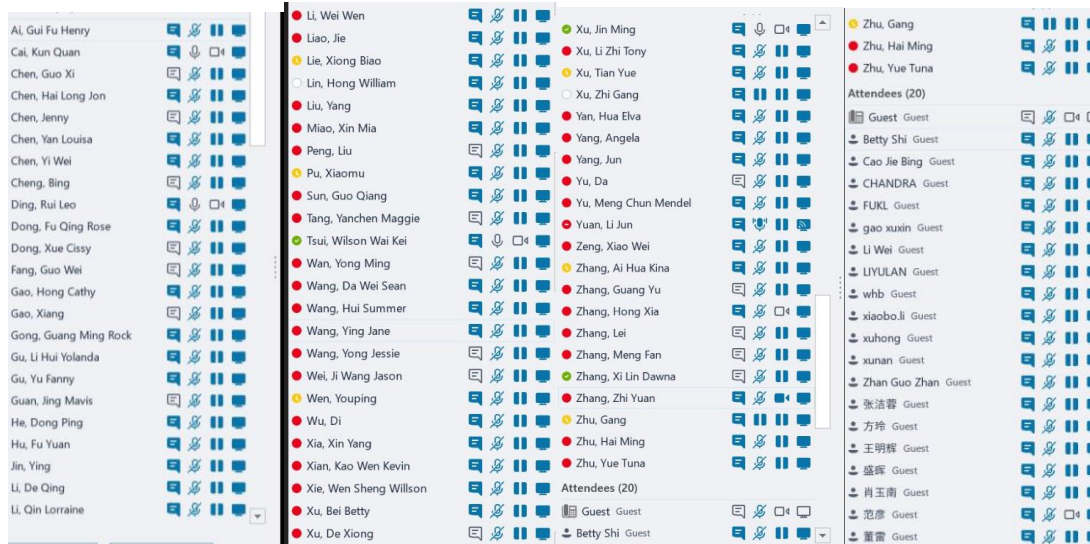 Ai, Gui Fu Henry
Cai, Kun Quan
Chen, Guo Xi
Chen, Hai Long Jon
Chen, Jenny
Chen, Yan Louisa
Chen, Yi Wei
Cheng, Bing
Ding, Rui Leo
Dong, Fu Qing Rose
Dong, Xue Cissy
Fang, Guo Wei
Gao, Hong Cathy
Gao, Xiang
Gong, Guang Ming Rock
Gu, Li Hui Yolanda
Gu, Yu Fanny
Guan, Jing Mavis
He, Dong Ping
Hu, Fu Yuan
Jin, Ying
Li, De Qing
Li, Qin Lorraine
Li, Wei Wen
Liao, Jie
Lie, Xiong Biao
Lin, Hong William
Liu, Yang
Miao, Xin Mia
Peng, Liu
Pu, Xiaomu
Sun, Guo Qiang
Tang, Yanchen Maggie
Tsui, Wilson Wai Kei
Wan, Yong Ming
Wang, Da Wei Sean
Wang, Hui Summer
Wang, Ying Jane
Wang, Yong Jessie
Wei, Ji Wang Jason
Wen, Youping
Wu, Di
Xia, Xin Yang
Xian, Kao Wen Kevin
Xie, Wen Sheng Willson
Xu, Bei Betty
Xu, De Xiong
Xu, Jin Ming
Xu, Li Zhi Tony
Xu, Tian Yue
Xu, Zhi Gang
Yan, Hua Elva
Yang, Angela
Yang, Jun
Yu, Da
Yu, Meng Chun Mendel
Yuan, Li Jun
Zeng, Xiao Wei
Zhang, Ai Hua Kina
Zhang, Guang Yu
Zhang, Hong Xia
Zhang, Lei
Zhang, Meng Fan
Zhang, Xi Lin Dawna
Zhang, Zhi Yuan
Zhu, Gang
Zhu, Hai Ming
Zhu, Yue Tuna
Attendees (20)
Guest Guest
Betty Shi Guest
Zhu, Gang
Zhu, Hai Ming
Zhu, Yue Tuna
Attendees (20)
Guest Guest
Betty Shi Guest
Cao Jie Bing Guest
CHANDRA Guest
FUKL Guest
gao xuxin Guest
Li Wei Guest
LIYULAN Guest
whb Guest
xiaobo.li Guest
xuhong Guest
xunan Guest
Zhan Guo Zhan Guest
张洁蓉 Guest
方玲 Guest
王明辉 Guest
盛晖 Guest
肖玉南 Guest
范彦 Guest
董雷 Guest